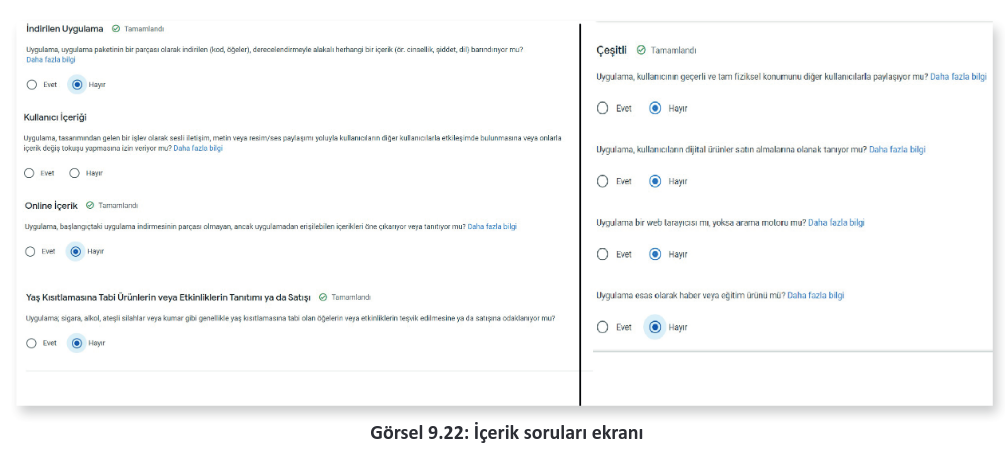 İndirilen Uygulama Tamamlandı
Uygulama, uygulama paketinin bir parçası olarak indirilen (kod, öğeler), derecelendirmeyle alakalı herhangi bir içerik (ör. cinsellik, şiddet, dil) barındırıyor mu?
Daha fazla bilgi
Evet Hayır
Kullanıcı İçeriği
Uygulama, tasarımından gelen bir işlev olarak sesli iletişim, metin veya resim/ses paylaşımı yoluyla kullanıcıların diğer kullanıcılarla etkileşimde bulunmasına veya onlarla
içerik değiş tokuşu yapmasına izin veriyor mu? Daha fazla bilgi
Evet Hayır
Online İçerik Tamamlandı
Uygulama, başlangıçtaki uygulama indirmesinin parçası olmayan, ancak uygulamadan erişilebilen içerikleri öne çıkarıyor veya tanıtıyor mu? Daha fazla bilgi
Evet Hayır
Yaş Kısıtlamasına Tabi Ürünlerin veya Etkinliklerin Tanıtımı ya da Satışı Tamamlandı
Uygulama; sigara, alkol, ateşli silahlar veya kumar gibi genellikle yaş kısıtlamasına tabi olan öğelerin veya etkinliklerin teşvik edilmesine ya da satışına odaklanıyor mu?
Evet Hayır
Çeşitli Tamamlandı
Uygulama, kullanıcının geçerli ve tam fiziksel konumunu diğer kullanıcılarla paylaşıyor mu? Daha fazla bilgi
Evet Hayır
Uygulama, kullanıcıların dijital ürünler satın almalarına olanak tanıyor mu? Daha fazla bilgi
Evet Hayır
Uygulama bir web tarayıcısı mı, yoksa arama motoru mu? Daha fazla bilgi
Evet Hayır
Uygulama esas olarak haber veya eğitim ürünü mü? Daha fazla bilgi
Evet Hayır
Görsel 9.22: İçerik soruları ekranı